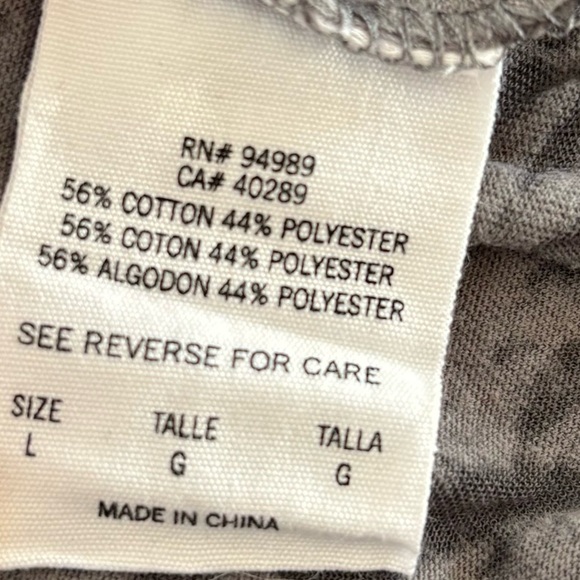 RN# 94989
CA# 40289
56% COTTON 44% POLYESTER
56% COTON 44% POLYESTER
56% ALGODON 44% POLYESTER
SEE REVERSE FOR CARE
SIZE TALLE TALLA
L G G
MADE IN CHINA